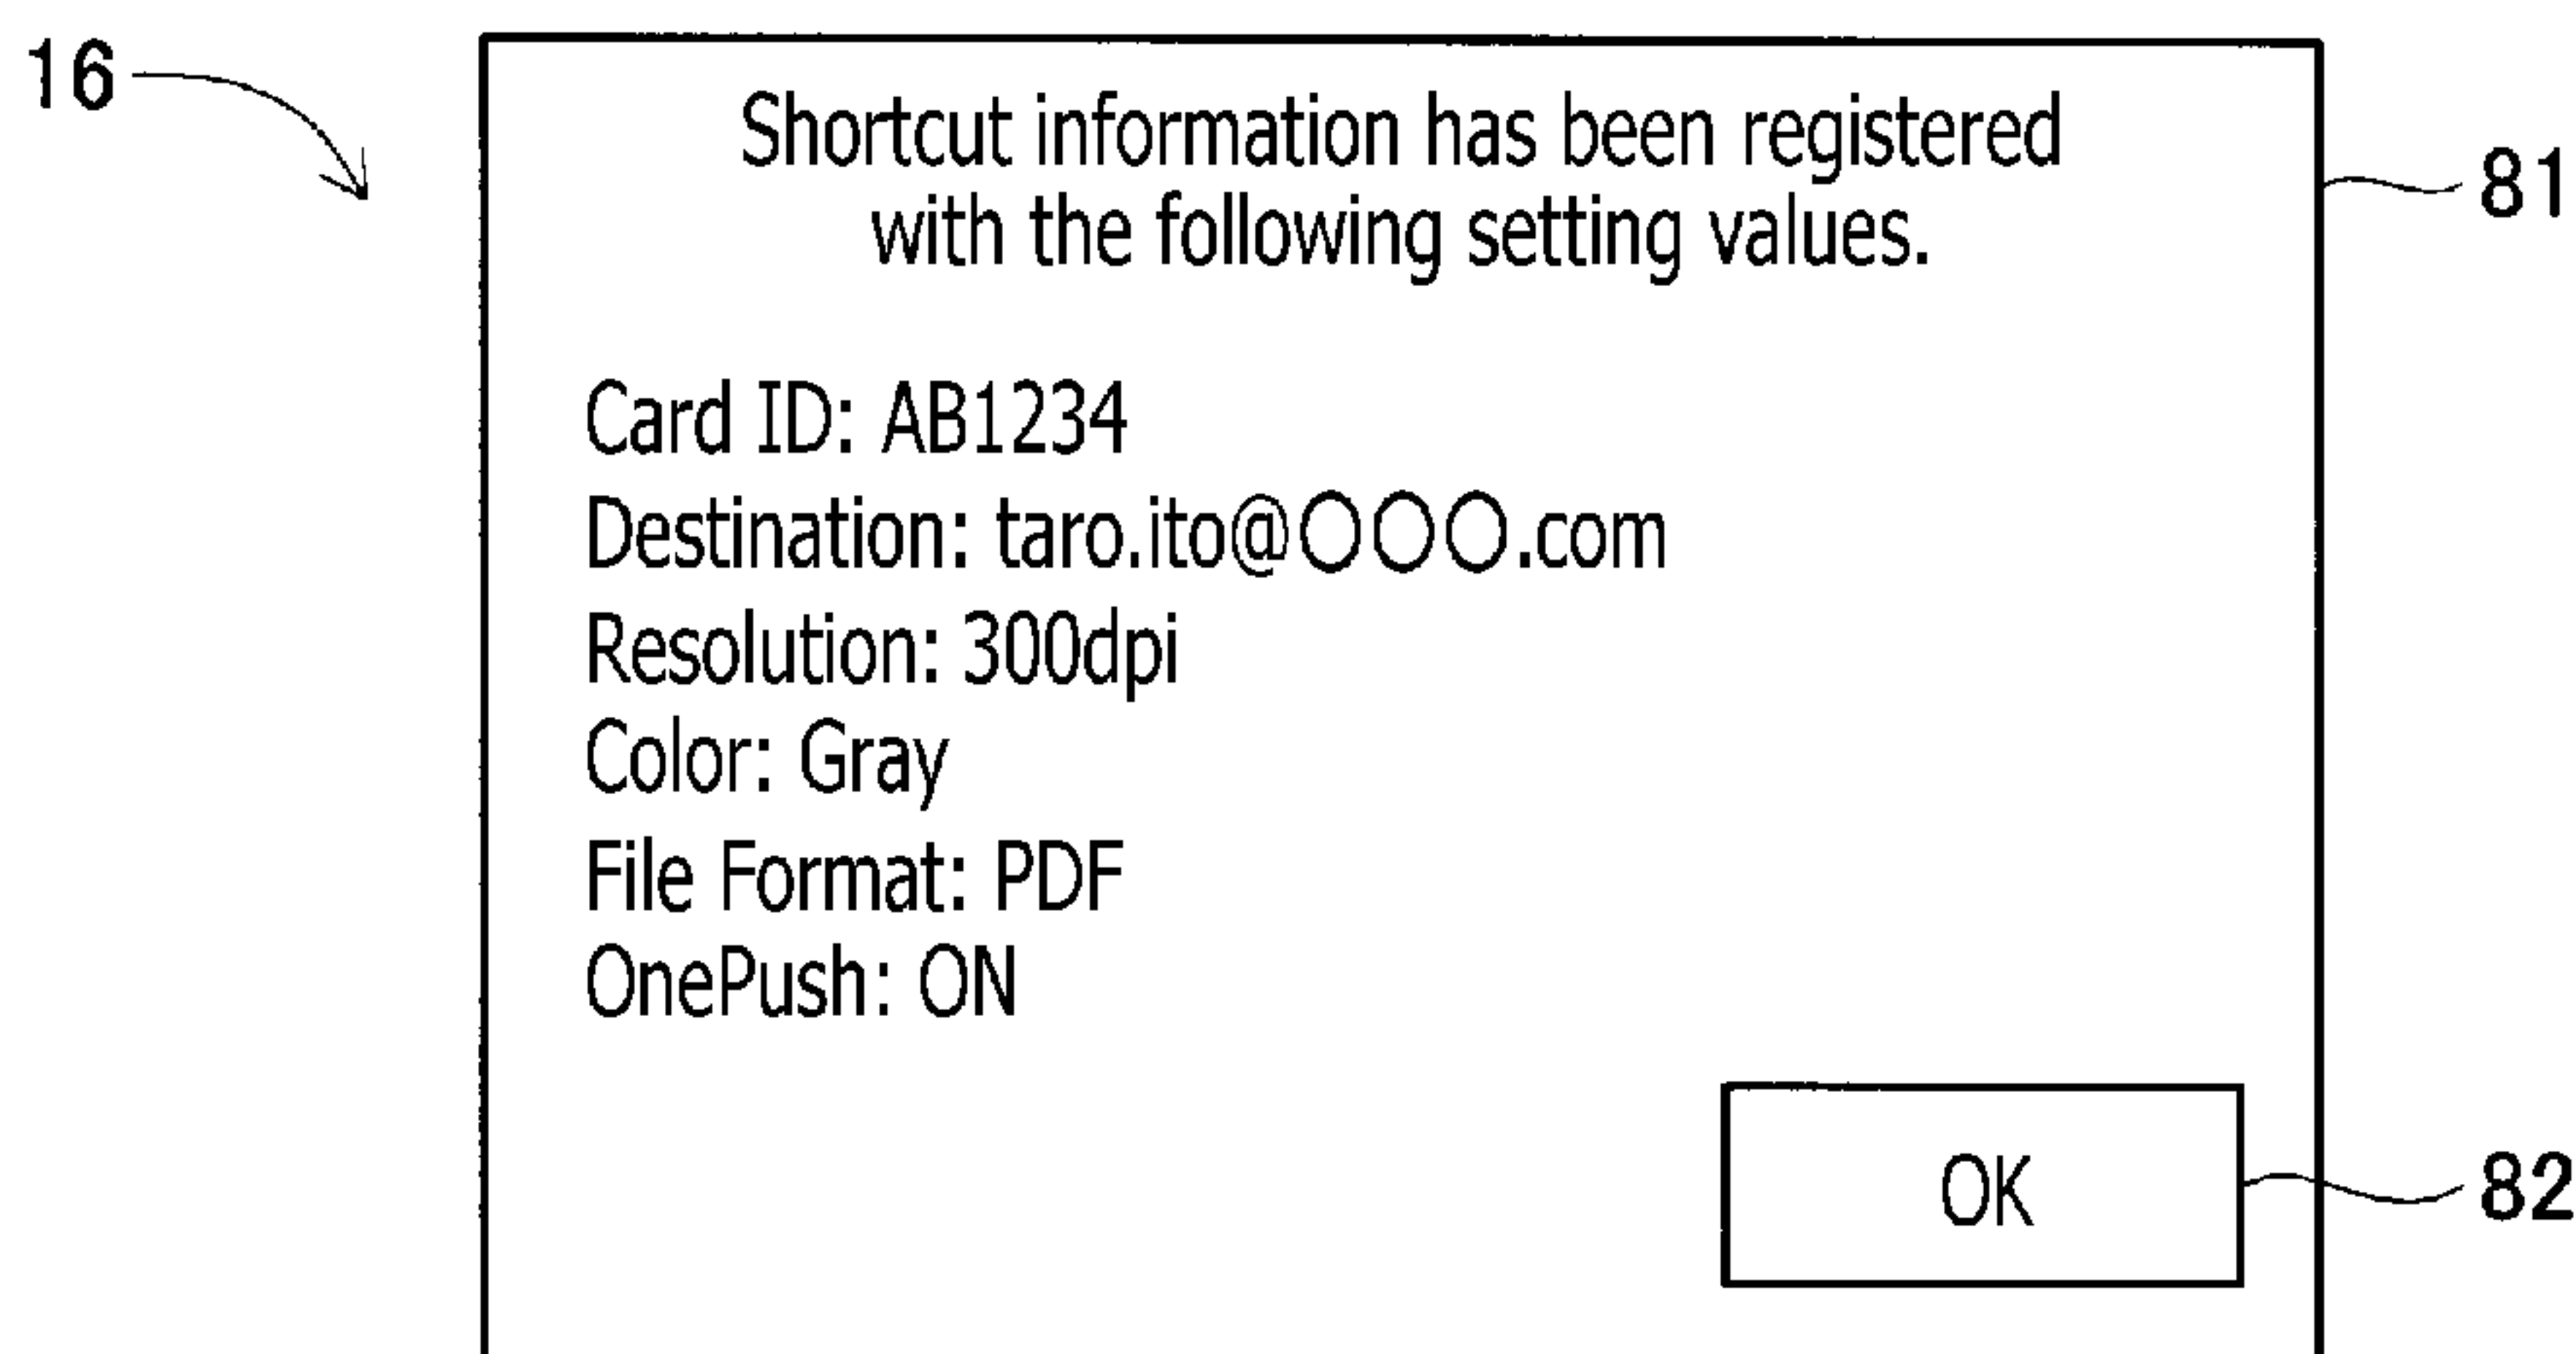 16
Shortcut information has been registered
with the following setting values.
81
Card ID: AB1234
Destination: taro.ito@○○○.com
Resolution: 300dpi
Color: Gray
File Format: PDF
OnePush: ON
OK
82